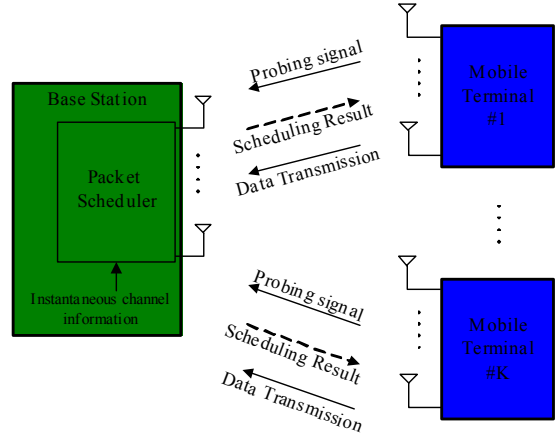 Base Station
Packet
Scheduler
Instantaneous channel
information
Probing signal
Scheduling Result
Data Transmission
Mobile
Terminal
#1
Probing signal
Scheduling Result
Data Transmission
Mobile
Terminal
#K